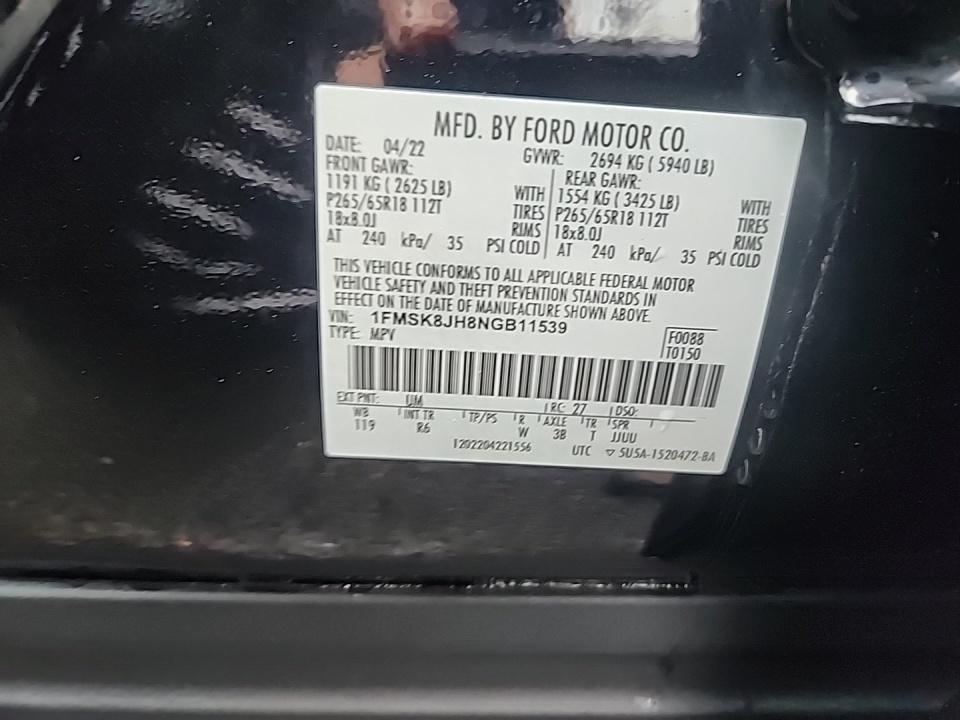 MFD. BY FORD MOTOR CO.
DATE: 04/22 GVWR: 2694 KG ( 5940 LB)
FRONT GAWR: REAR GAWR:
1191 KG ( 2625 LB) WITH 1554 KG ( 3425 LB) WITH
P265/65R18 112T TIRES P265/65R18 112T TIRES
18x8.0J RIMS 18x8.0J RIMS
AT 240 kPa/ 35 PSI COLD AT 240 kPa/ 35 PSI COLD
THIS VEHICLE CONFORMS TO ALL APPLICABLE FEDERAL MOTOR
VEHICLE SAFETY AND THEFT PREVENTION STANDARDS IN
EFFECT ON THE DATE OF MANUFACTURE SHOWN ABOVE.
VIN: 1FMSK8JH8NGB11539
TYPE: MPV
F0088
T0150
EXT PNT: UM RC: 27 DSO:
WB INT TR TP/PS R AXLE TR SPR
119 R6 W 3B T JJUU
1202204221556 UTC ▽ 5U5A-1520472-BA